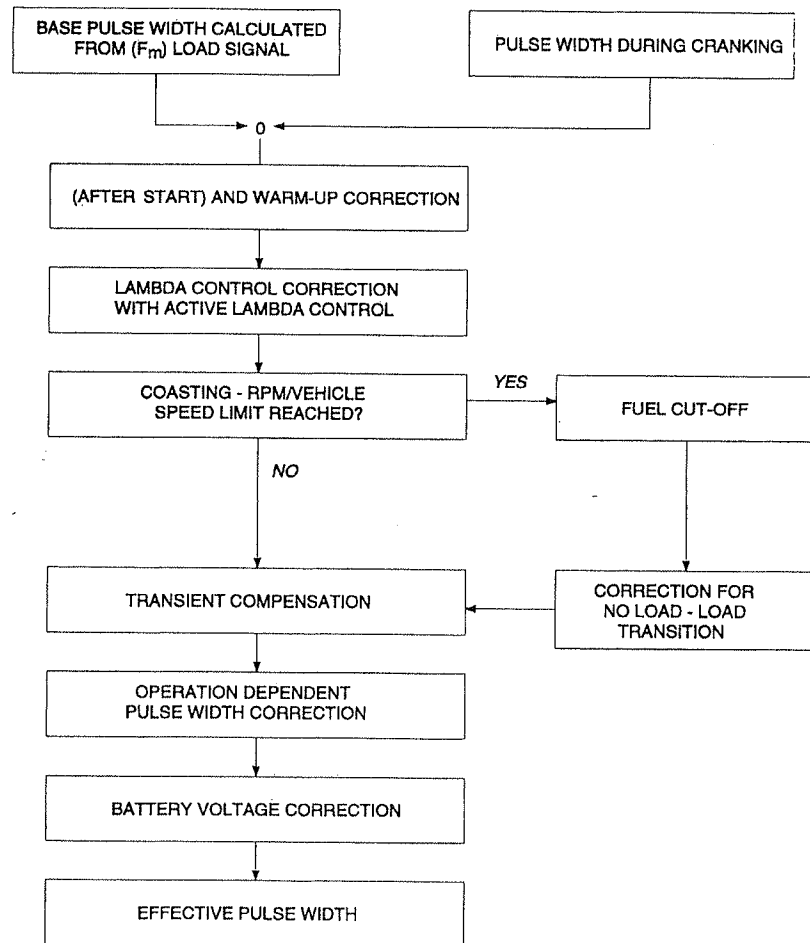 BASE PULSE WIDTH CALCULATED
FROM (Fm) LOAD SIGNAL
PULSE WIDTH DURING CRANKING
0
(AFTER START) AND WARM-UP CORRECTION
LAMBDA CONTROL CORRECTION
WITH ACTIVE LAMBDA CONTROL
COASTING - RPM/VEHICLE
SPEED LIMIT REACHED?
YES
FUEL CUT-OFF
NO
TRANSIENT COMPENSATION
CORRECTION FOR
NO LOAD - LOAD
TRANSITION
OPERATION DEPENDENT
PULSE WIDTH CORRECTION
BATTERY VOLTAGE CORRECTION
EFFECTIVE PULSE WIDTH